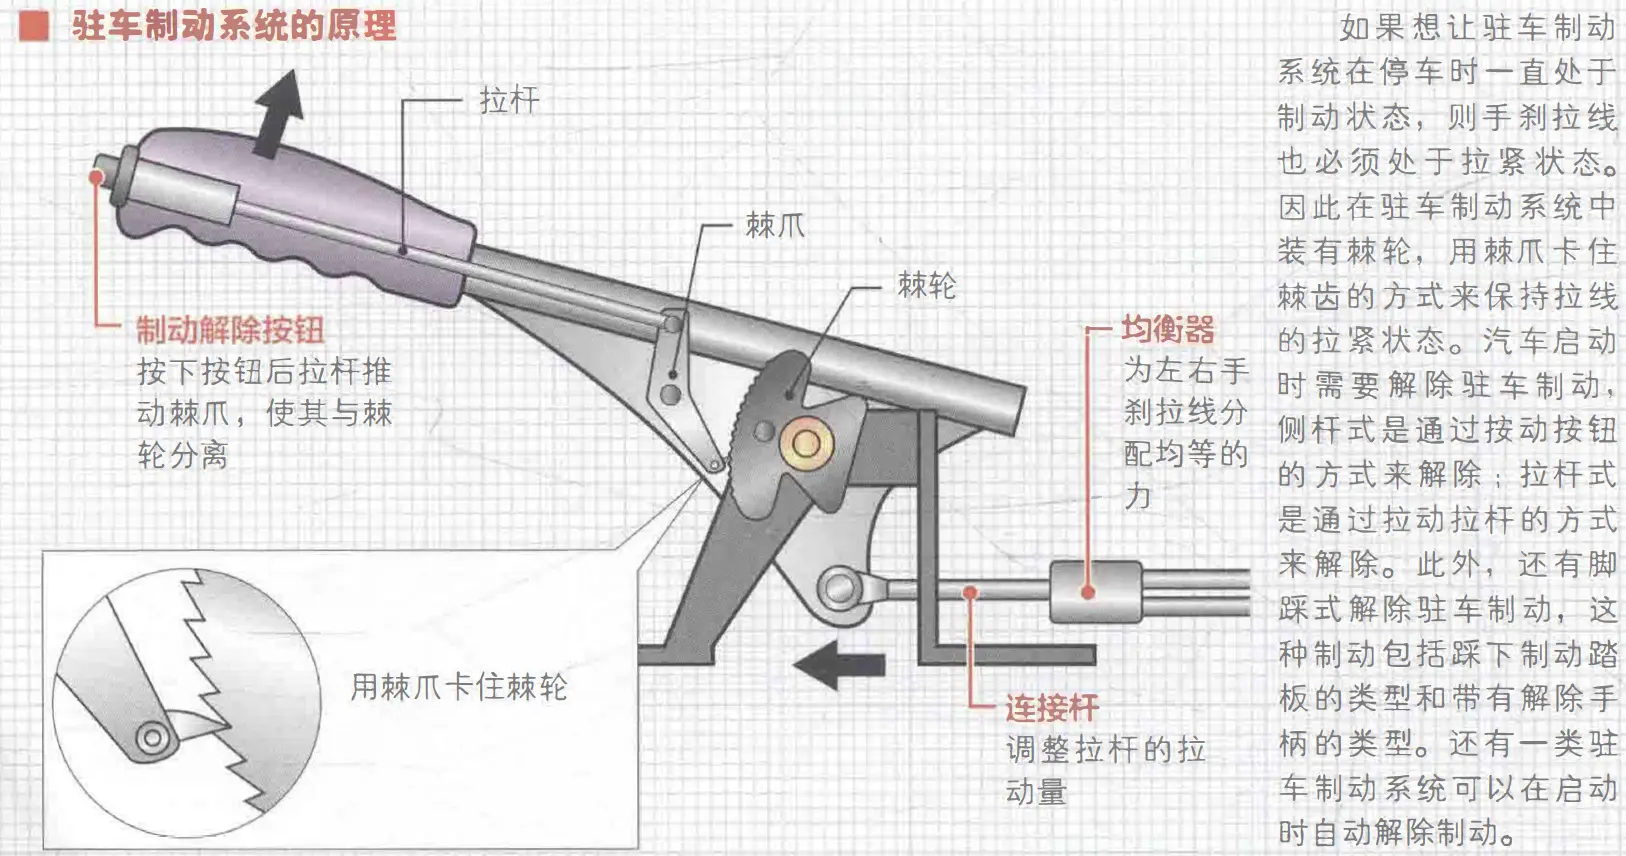 驻车制动系统的原理
拉杆
棘爪
棘轮
制动解除按钮
按下按钮后拉杆推
动棘爪，使其与棘
轮分离
均衡器
为左右手
刹拉线分
配均等的
力
用棘爪卡住棘轮
连接杆
调整拉杆的拉
动量
如果想让驻车制动
系统在停车时一直处于
制动状态，则手刹拉线
也必须处于拉紧状态。
因此在驻车制动系统中
装有棘轮，用棘爪卡住
棘齿的方式来保持拉线
的拉紧状态。汽车启动
时需要解除驻车制动，
侧杆式是通过按动按钮
的方式来解除；拉杆式
是通过拉动拉杆的方式
来解除。此外，还有脚
踩式解除驻车制动，这
种制动包括踩下制动踏
板的类型和带有解除手
柄的类型。还有一类驻
车制动系统可以在启动
时自动解除制动。